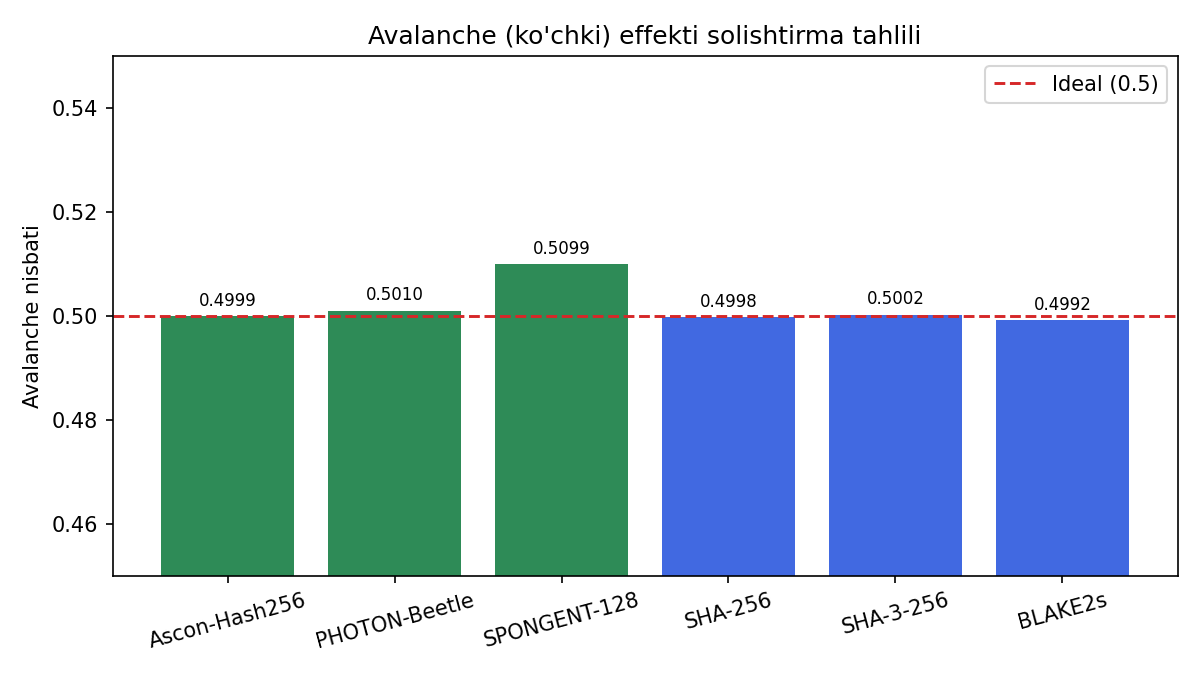 Avalanche (ko'chki) effekti solishtirma tahlili
Ideal (0.5)
Avalanche nisbati
0.54
0.52
0.50
0.48
0.46
0.4999
0.5010
0.5099
0.4998
0.5002
0.4992
Ascon-Hash256
PHOTON-Beetle
SPONGENT-128
SHA-256
SHA-3-256
BLAKE2s